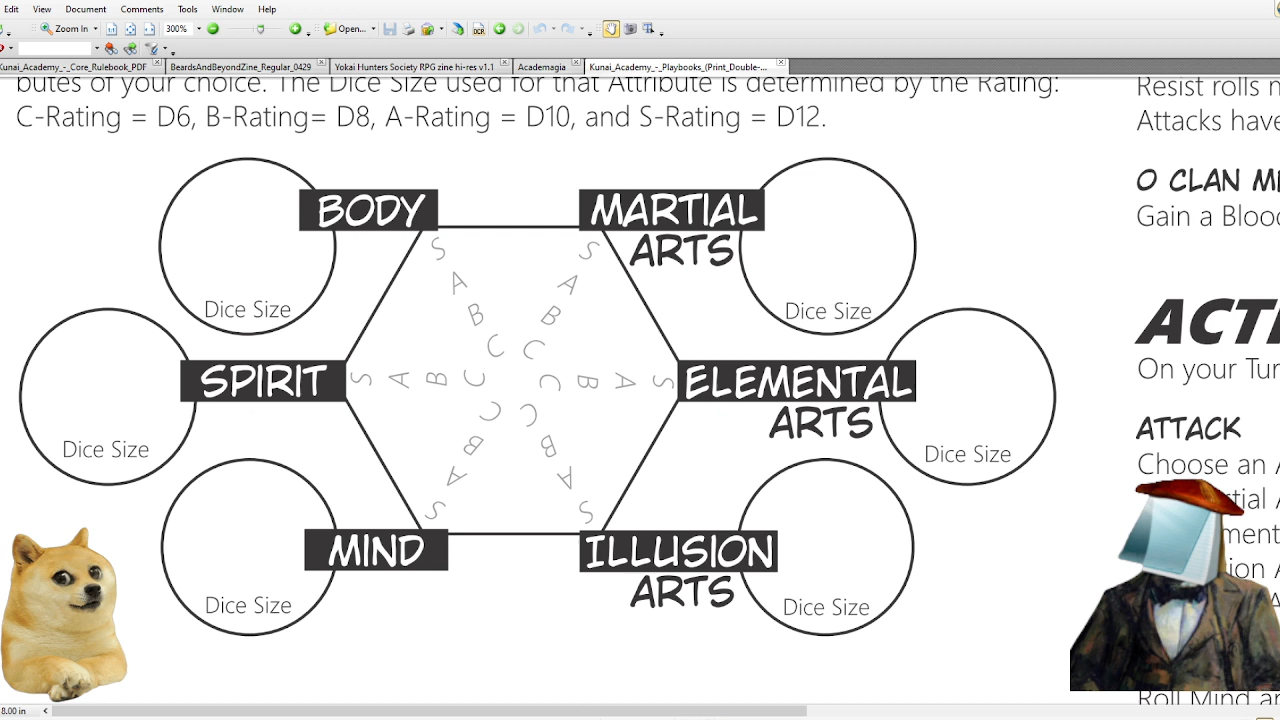 Edit View Document Comments Tools Window Help
Zoom In 300% Open...
OCR
Kunai_Academy_-_Core_Rulebook_PDF BeardsAndBeyondZine_Regular_0429 Yokai Hunters Society RPG zine hi-res v1.1 Academagia Kunai_Academy_-_Playbooks_(Print_Double-...
butes of your choice. The Dice Size used for that Attribute is determined by the Rating:
C-Rating = D6, B-Rating= D8, A-Rating = D10, and S-Rating = D12.
BODY
Dice Size
MARTIAL
ARTS
Dice Size
SPIRIT
Dice Size
S A B C
S A B C
S A B C
C B A S
C B A S
C B A S
ELEMENTAL
ARTS
Dice Size
MIND
Dice Size
ILLUSION
ARTS
Dice Size
Resist rolls
Attacks have
O CLAN
Gain a
On your
ATTACK
Choose an
Roll Mind
8.00 in